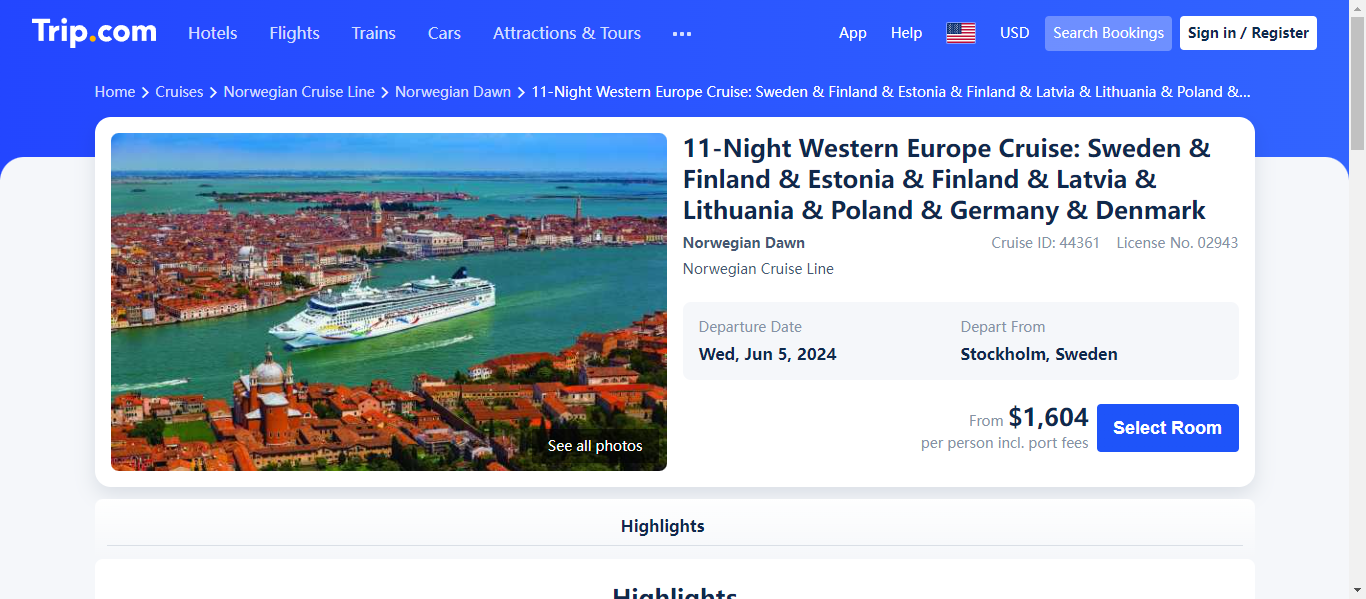 Trip.com
Hotels
Flights
Trains
Cars
Attractions & Tours
App
Help
USD
Search Bookings
Sign in / Register
Home > Cruises > Norwegian Cruise Line > Norwegian Dawn > 11-Night Western Europe Cruise: Sweden & Finland & Estonia & Finland & Latvia & Lithuania & Poland &...
See all photos
11-Night Western Europe Cruise: Sweden &
Finland & Estonia & Finland & Latvia &
Lithuania & Poland & Germany & Denmark
Norwegian Dawn
Cruise ID: 44361
License No. 02943
Norwegian Cruise Line
Departure Date
Depart From
Wed, Jun 5, 2024
Stockholm, Sweden
From $1,604
per person incl. port fees
Select Room
Highlights
Highlights